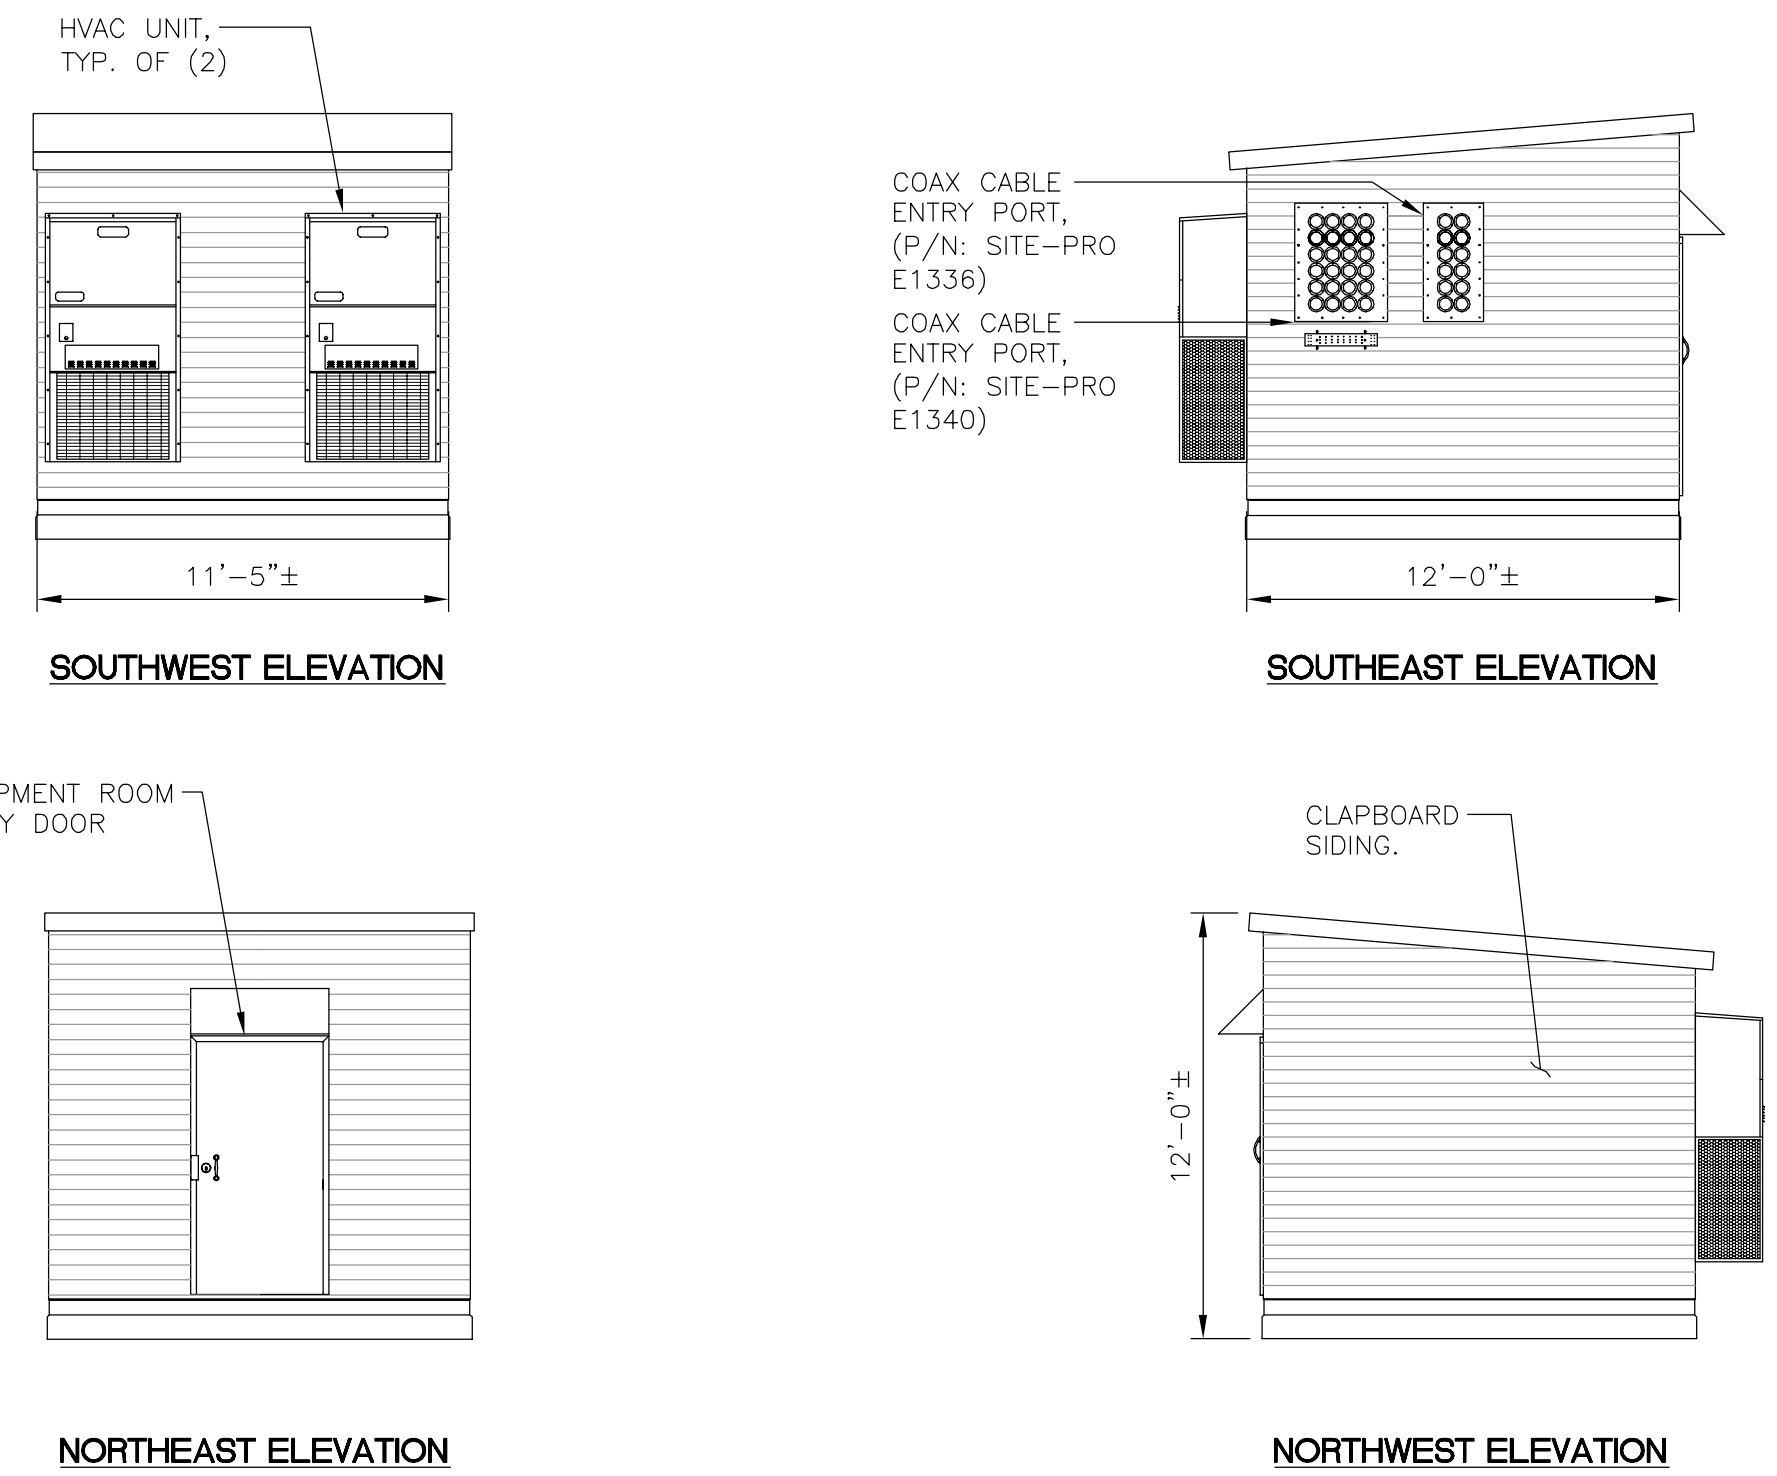 HVAC UNIT,
TYP. OF (2)
11'-5"±
SOUTHWEST ELEVATION
COAX CABLE
ENTRY PORT,
(P/N: SITE-PRO
E1336)
COAX CABLE
ENTRY PORT,
(P/N: SITE-PRO
E1340)
12'-0"±
SOUTHEAST ELEVATION
PMENT ROOM
Y DOOR
NORTHEAST ELEVATION
CLAPBOARD
SIDING.
12'-0"±
NORTHWEST ELEVATION